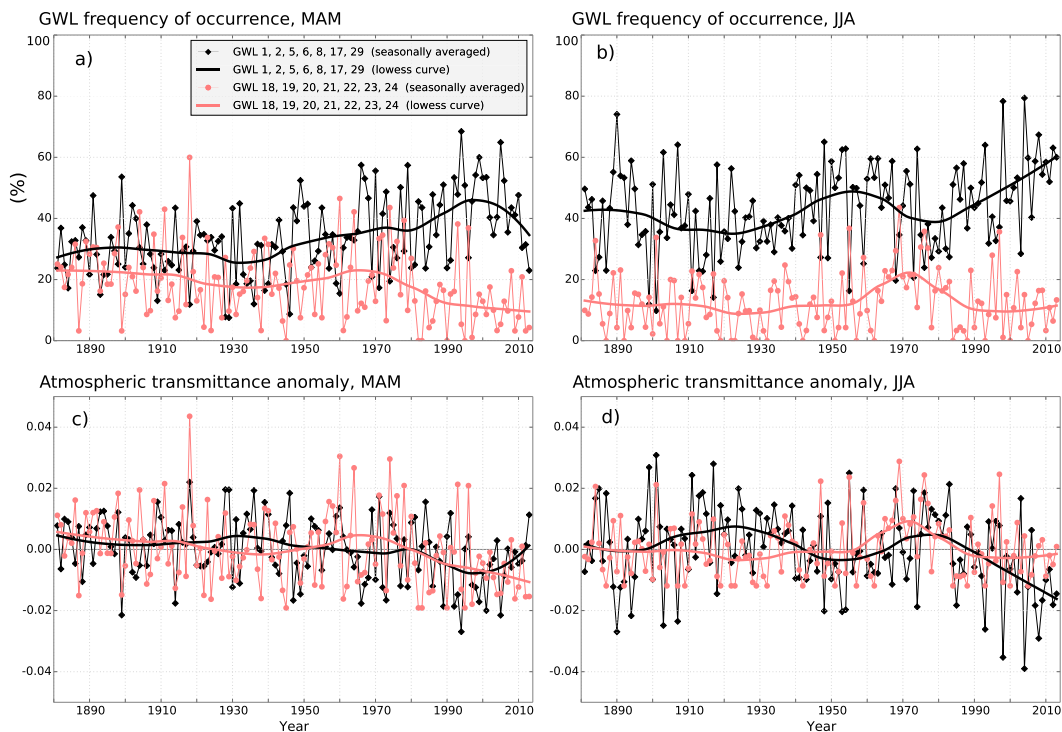 GWL frequency of occurrence, MAM
GWL frequency of occurrence, JJA
a)
GWL 1, 2, 5, 6, 8, 17, 29 (seasonally averaged)
GWL 1, 2, 5, 6, 8, 17, 29 (lowess curve)
GWL 18, 19, 20, 21, 22, 23, 24 (seasonally averaged)
GWL 18, 19, 20, 21, 22, 23, 24 (lowess curve)
b)
(%)
100
80
60
40
20
0
1890 1910 1930 1950 1970 1990 2010
100
80
60
40
20
0
1890 1910 1930 1950 1970 1990 2010
Atmospheric transmittance anomaly, MAM
Atmospheric transmittance anomaly, JJA
c)
0.04
0.02
0.00
-0.02
-0.04
1890 1910 1930 1950 1970 1990 2010
Year
d)
0.04
0.02
0.00
-0.02
-0.04
1890 1910 1930 1950 1970 1990 2010
Year